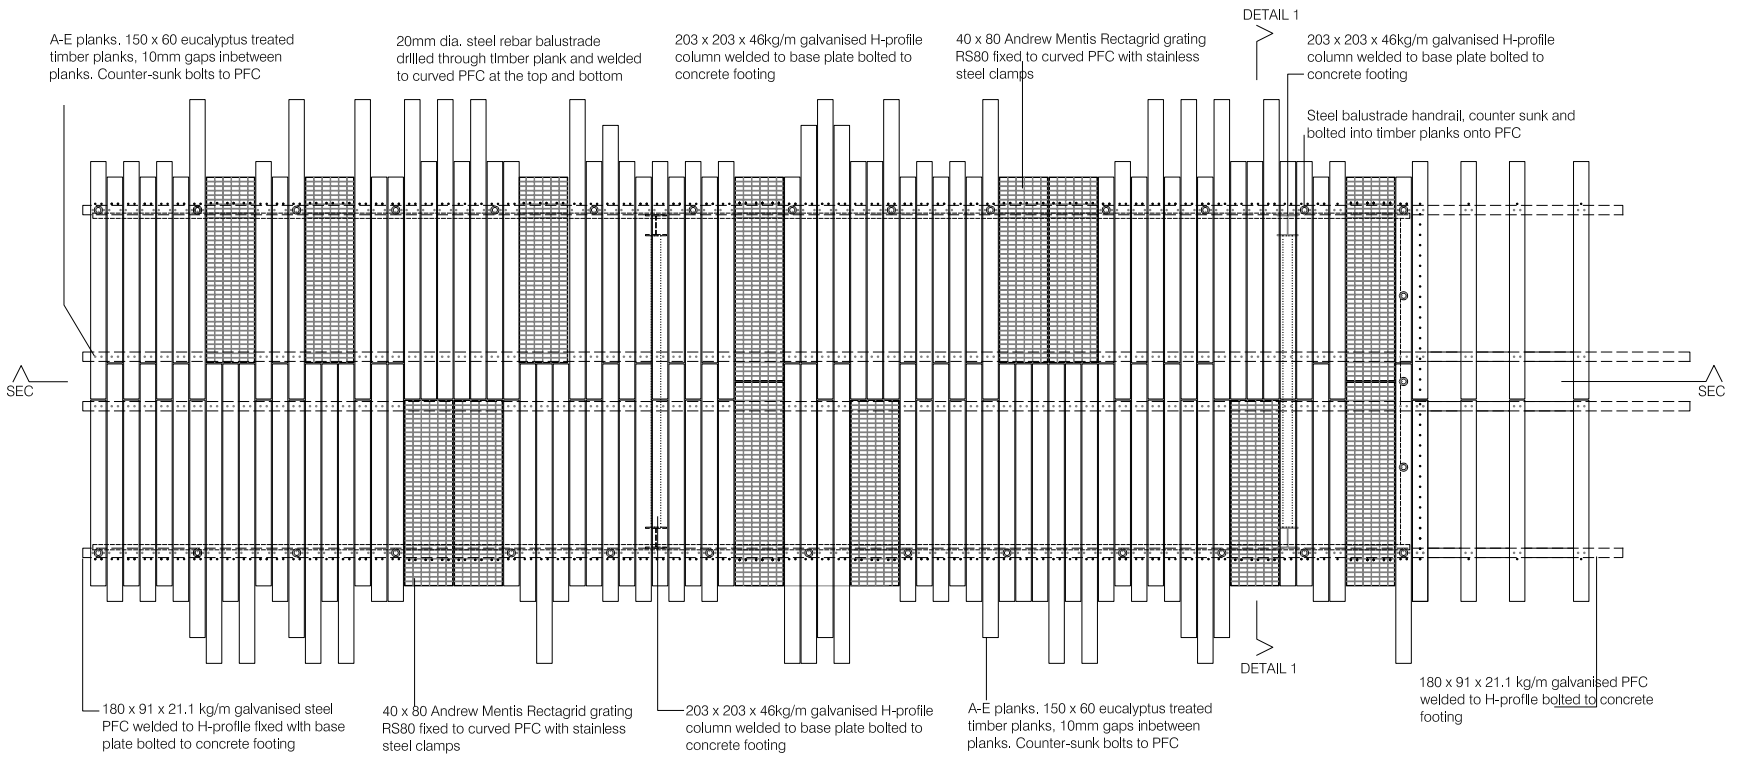 DETAIL 1
A-E planks. 150 x 60 eucalyptus treated
timber planks, 10mm gaps inbetween
planks. Counter-sunk bolts to PFC
20mm dia. steel rebar balustrade
drilled through timber plank and welded
to curved PFC at the top and bottom
203 x 203 x 46kg/m galvanised H-profile
column welded to base plate bolted to
concrete footing
40 x 80 Andrew Mentis Rectagrid grating
RS80 fixed to curved PFC with stainless
steel clamps
203 x 203 x 46kg/m galvanised H-profile
column welded to base plate bolted to
concrete footing
Steel balustrade handrail, counter sunk and
bolted into timber planks onto PFC
SEC
SEC
DETAIL 1
180 x 91 x 21.1 kg/m galvanised steel
PFC welded to H-profile fixed with base
plate bolted to concrete footing
40 x 80 Andrew Mentis Rectagrid grating
RS80 fixed to curved PFC with stainless
steel clamps
203 x 203 x 46kg/m galvanised H-profile
column welded to base plate bolted to
concrete footing
A-E planks. 150 x 60 eucalyptus treated
timber planks, 10mm gaps inbetween
planks. Counter-sunk bolts to PFC
180 x 91 x 21.1 kg/m galvanised PFC
welded to H-profile bolted to concrete
footing